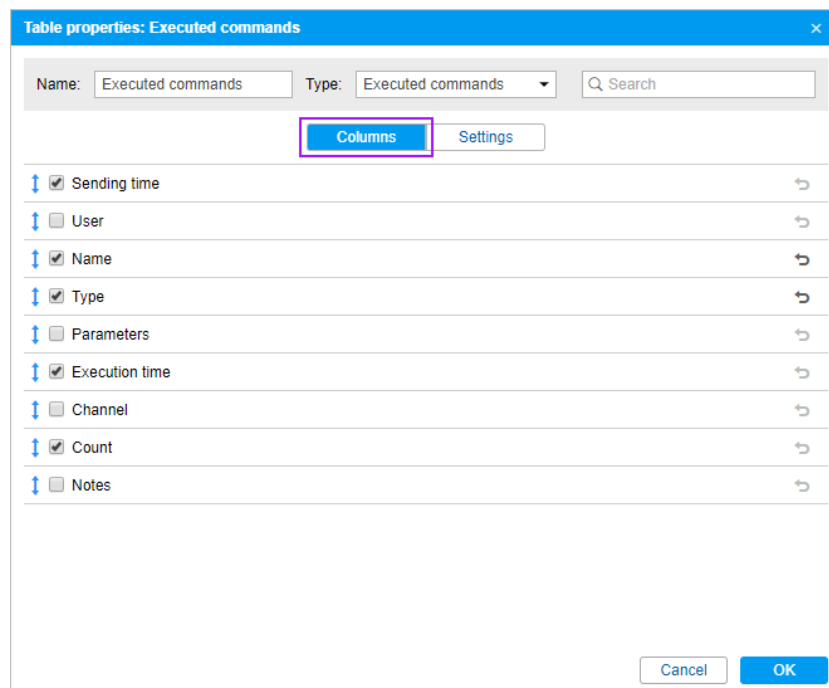 Table properties: Executed commands ×
Name: Executed commands Type: Executed commands Search
Columns Settings
Sending time
User
Name
Type
Parameters
Execution time
Channel
Count
Notes
Cancel OK